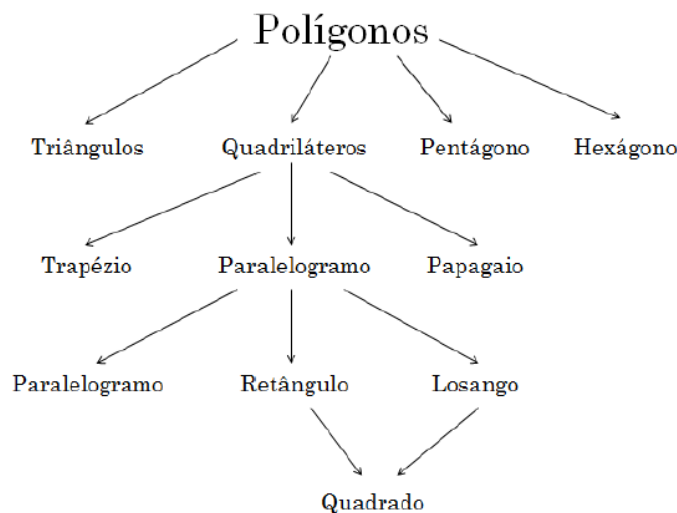 Polígonos
Triângulos Quadriláteros Pentágono Hexágono
Trapézio Paralelogramo Papagaio
Paralelogramo Retângulo Losango
Quadrado